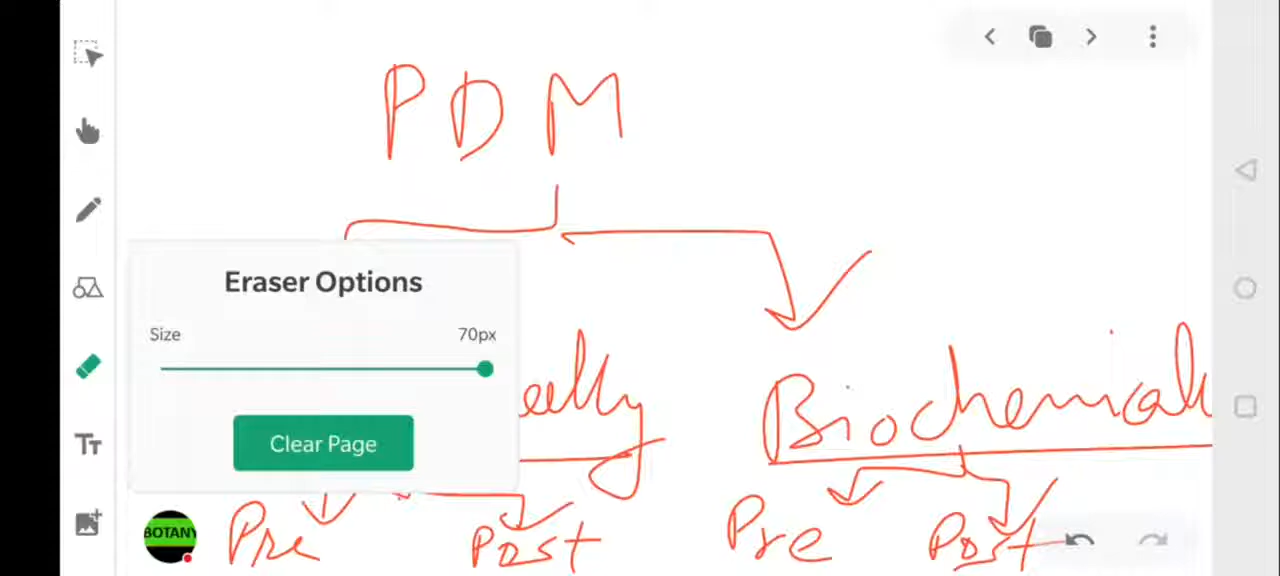 PDM
Eraser Options
Size 70px
Clear Page
Biochemical
Pre Post Pre Post
BOTANY